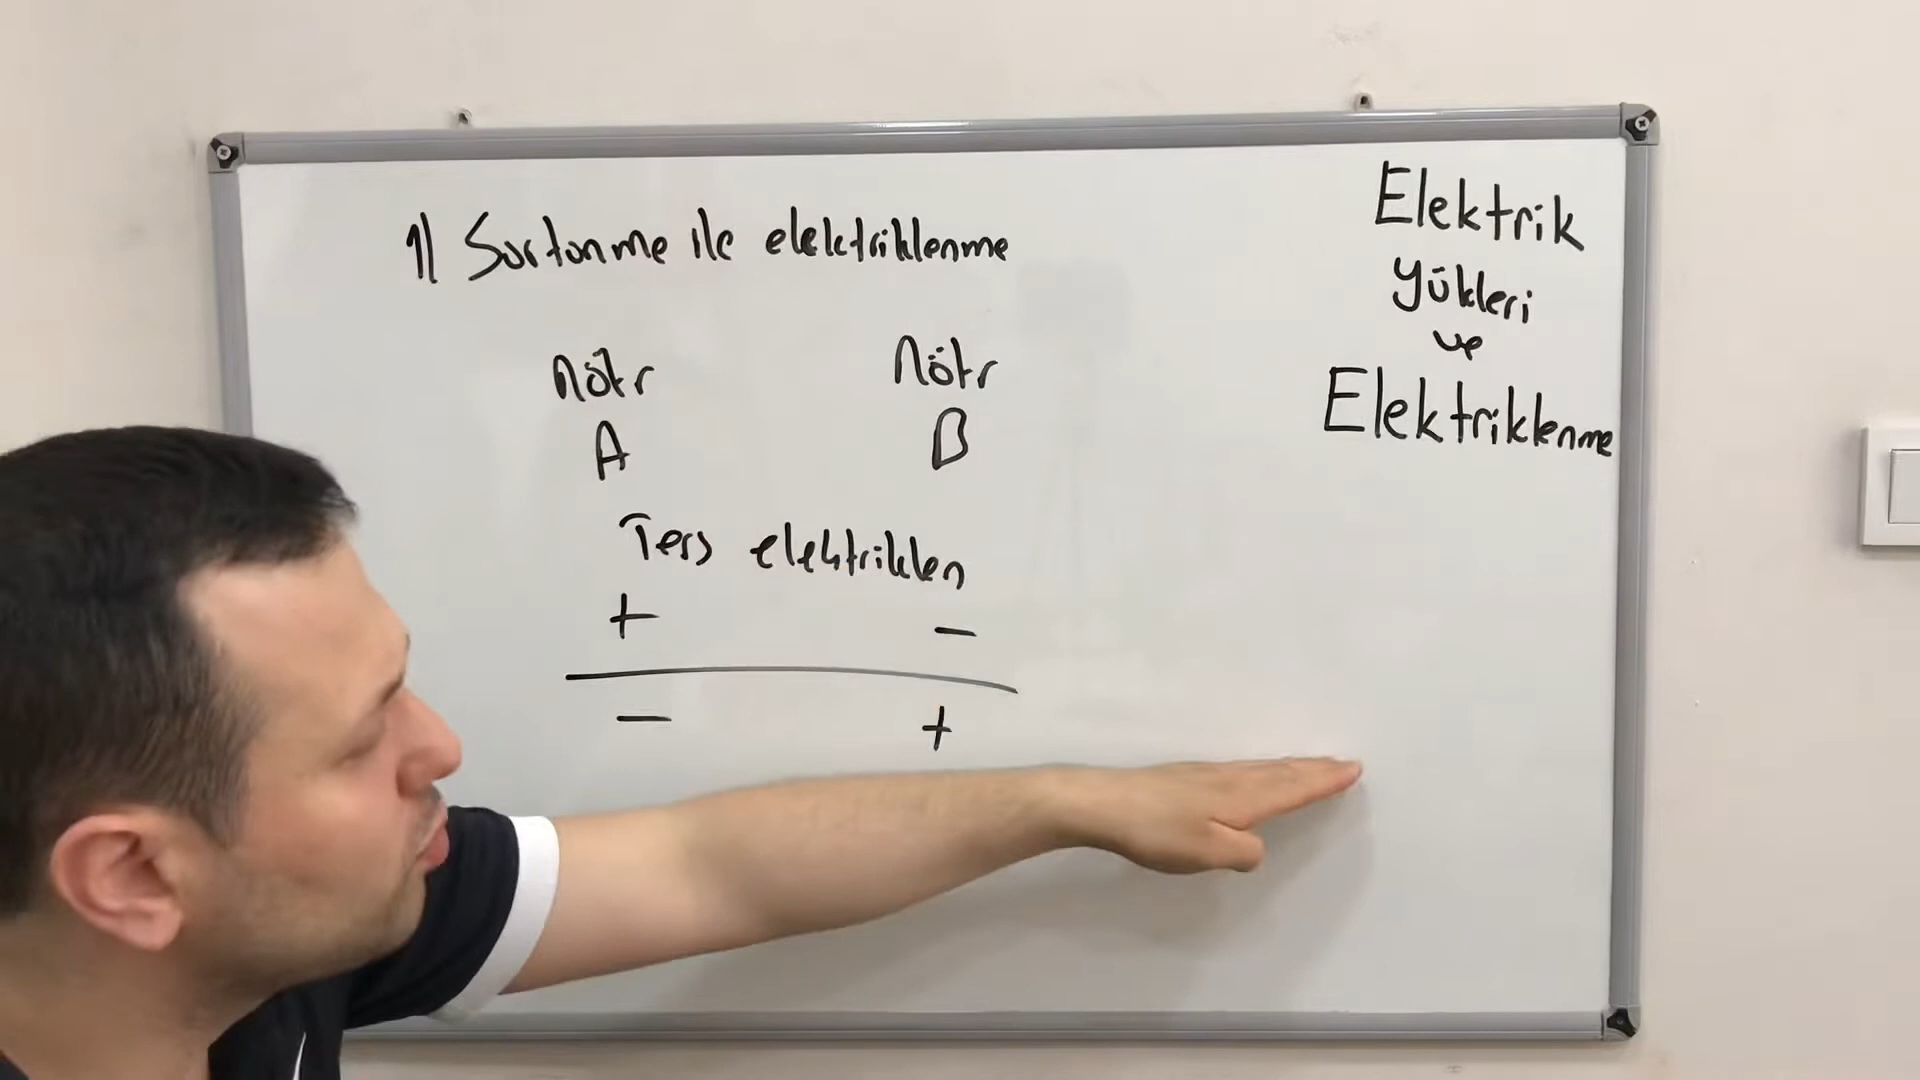 1) Sürtünme ile elektriklenme
nötr nötr
A B
Ters elektriklen
+ -
- +
Elektrik
yükleri
ve
Elektriklenme